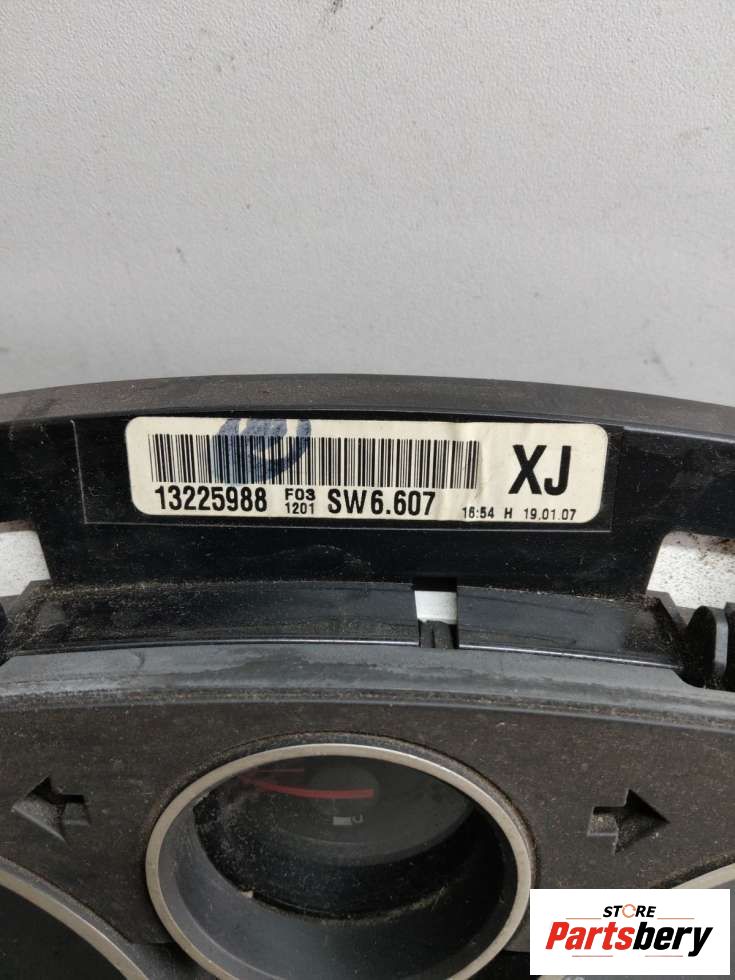 XJ
13225988 F03 1201 SW6.607 16:54 H 19.01.07
STORE
Partsbery